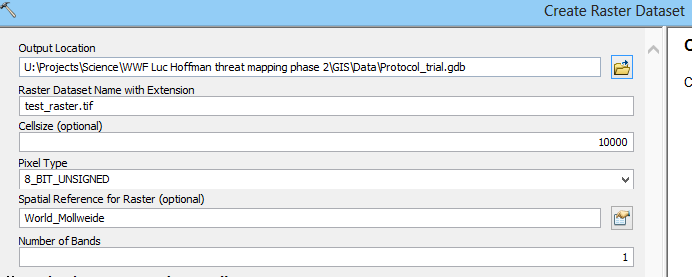 Create Raster Dataset
Output Location
U:\Projects\Science\WWF Luc Hoffman threat mapping phase 2\GIS\Data\Protocol_trial.gdb
Raster Dataset Name with Extension
test_raster.tif
Cellsize (optional)
10000
Pixel Type
8_BIT_UNSIGNED
Spatial Reference for Raster (optional)
World_Mollweide
Number of Bands
1